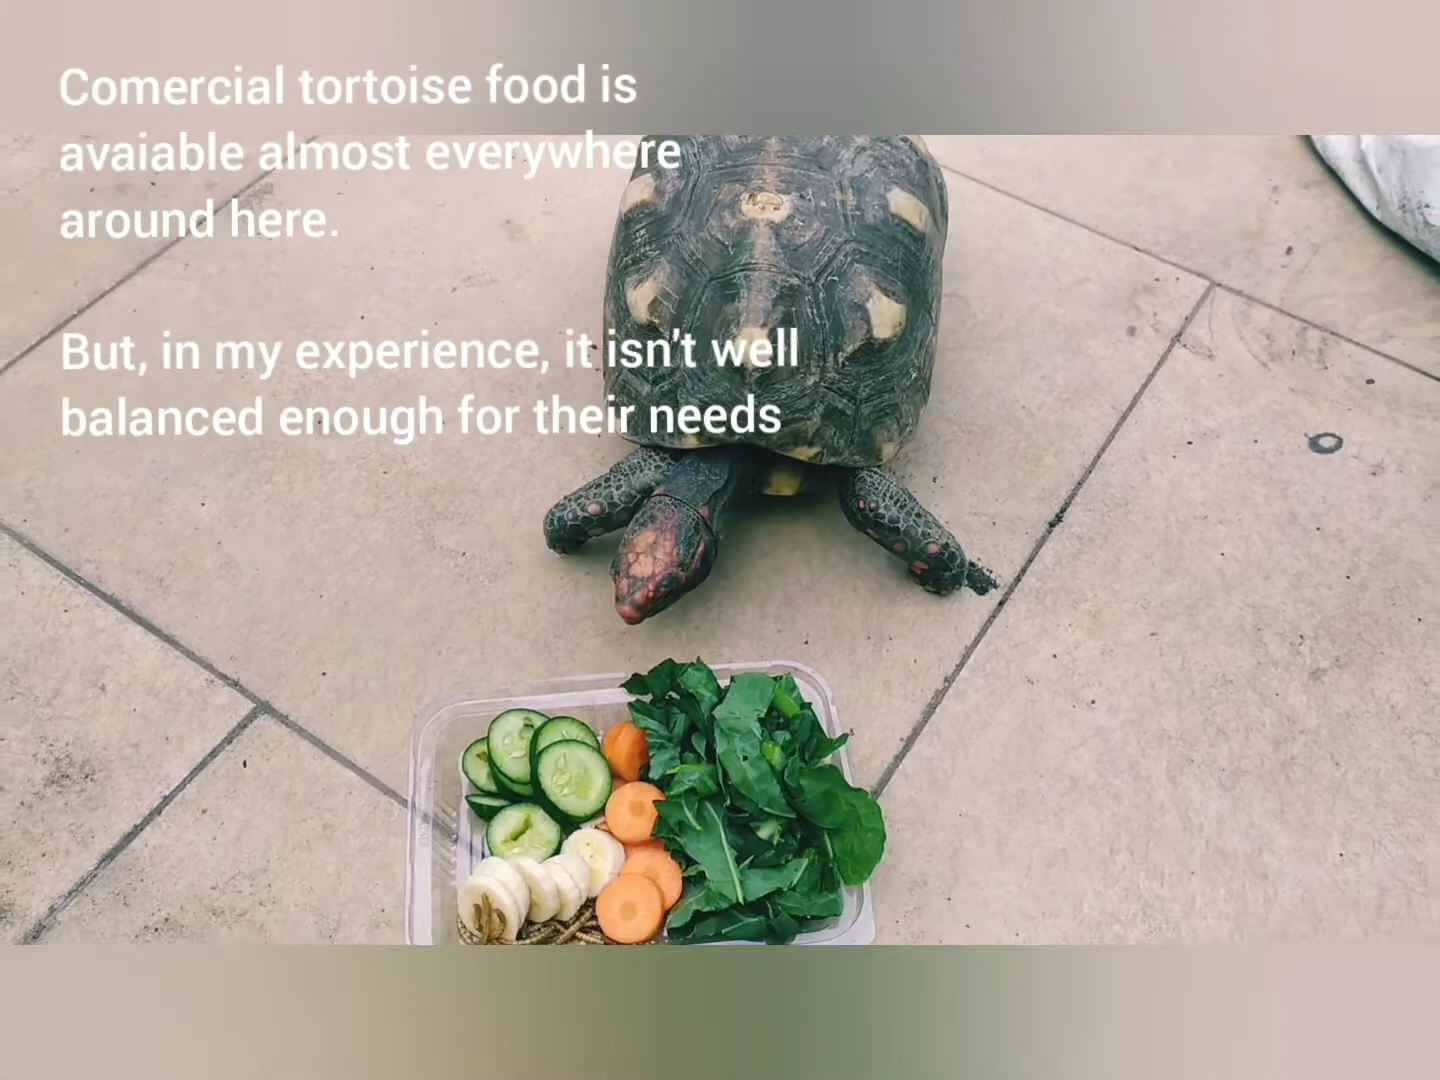 Comercial tortoise food is
avaiable almost everywhere
around here.
But, in my experience, it isn't well
balanced enough for their needs